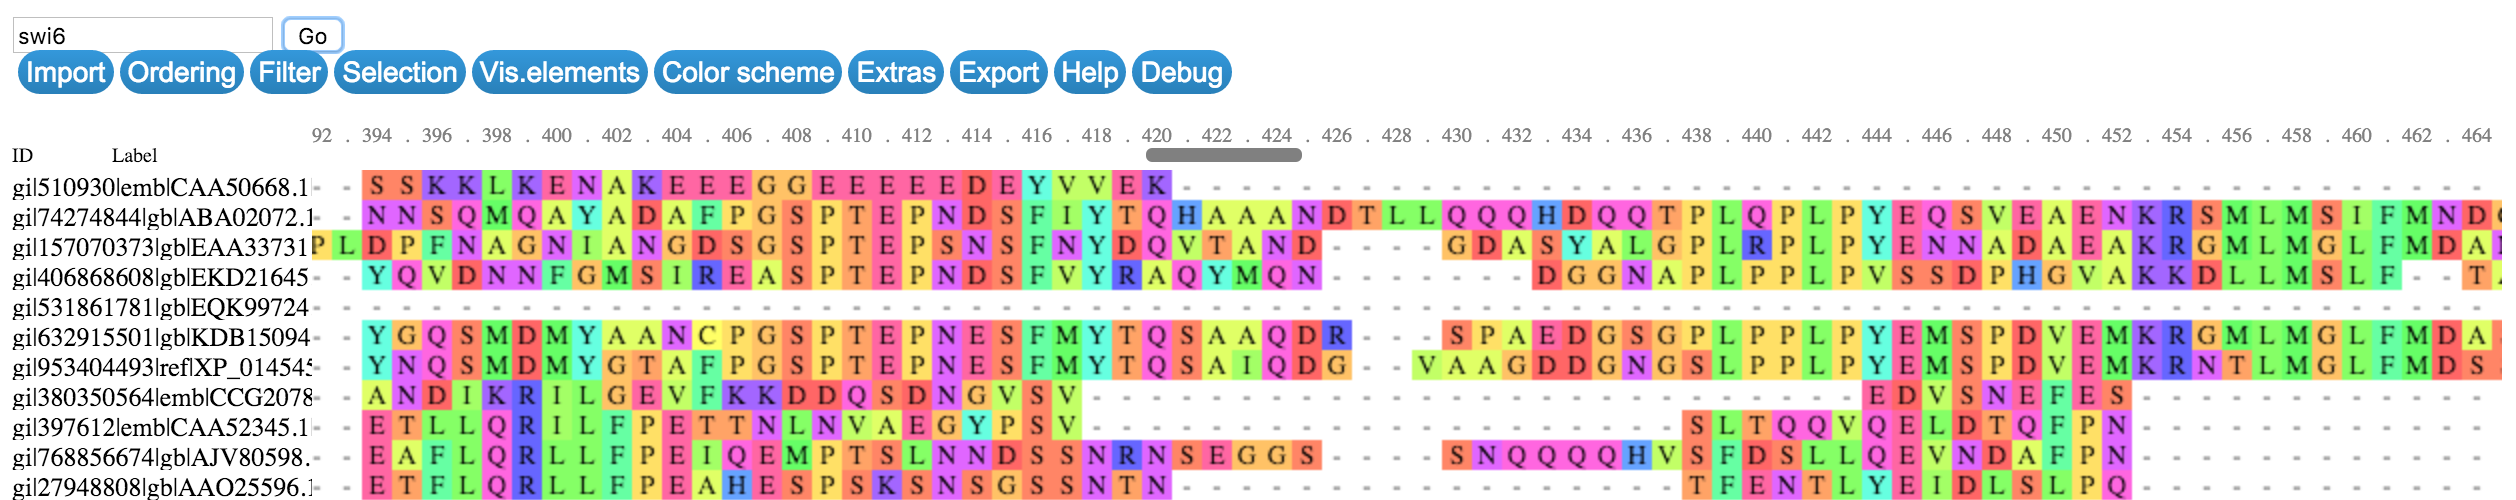 swi6 Go
Import Ordering Filter Selection Vis.elements Color scheme Extras Export Help Debug
92 . 394 . 396 . 398 . 400 . 402 . 404 . 406 . 408 . 410 . 412 . 414 . 416 . 418 . 420 . 422 . 424 . 426 . 428 . 430 . 432 . 434 . 436 . 438 . 440 . 442 . 444 . 446 . 448 . 450 . 452 . 454 . 456 . 458 . 460 . 462 . 464
ID Label
gi|510930|emb|CAA50668.1 - - S S K K L K E N A K E E E G G E E E E E D E Y V V E K - - - - - - - - - - - - - - - - - - - - - - - - - - - - - - - - - - - - - - - - - - - -
gi|74274844|gb|ABA02072.1 - - N N S Q M Q A Y A D A F P G S P T E P N D S F I Y T Q H A A A N D T L L Q Q Q H D Q Q T P L Q P L P Y E Q S V E A E N K R S M L M S I F M N D
gi|157070373|gb|EAA33731 P L D P F N A G N I A N G D S G S P T E P S N S F N Y D Q V T A N D - - - - G D A S Y A L G P L R P L P Y E N N A D A E A K R G M L M G L F M D A
gi|406868608|gb|EKD21645 - - Y Q V D N N F G M S I R E A S P T E P N D S F V Y R A Q Y M Q N - - - - - - - D G G N A P L P P L P V S S D P H G V A K K D L L M S L F - - T
gi|531861781|gb|EQK99724 - - - - - - - - - - - - - - - - - - - - - - - - - - - - - - - - - - - - - - - - - - - - - - - - - - - - - - - - - - - - - - - - - - - - - - - - -
gi|632915501|gb|KDB15094 - - Y G Q S M D M Y A A N C P G S P T E P N E S F M Y T Q S A A Q D R - - - S P A E D G S G P L P P L P Y E M S P D V E M K R G M L M G L F M D A
gi|953404493|ref|XP_014545 - - Y N Q S M D M Y G T A F P G S P T E P N E S F M Y T Q S A I Q D G - - V A A G D D G N G S L P P L P Y E M S P D V E M K R N T L M G L F M D S
gi|380350564|emb|CCG2078 - - A N D I K R I L G E V F K K D D Q S D N G V S V - - - - - - - - - - - - - - - - - - - - - - - - - - E D V S N E F E S - - - - - - - - - - - -
gi|397612|emb|CAA52345.1 - - E T L L Q R I L F P E T T N L N V A E G Y P S V - - - - - - - - - - - - - - - - - - - - S L T Q Q V Q E L D T Q F P N - - - - - - - - - - - -
gi|768856674|gb|AJV80598. - - E A F L Q R L L F P E I Q E M P T S L N N D S S N R N S E G G S - - - - S N Q Q Q Q H V S F D S L L Q E V N D A F P N - - - - - - - - - - - -
gi|27948808|gb|AAO25596.1 - - E T F L Q R L L F P E A H E S P S K S N S G S S N T N - - - - - - - - - - - - - - - - - T F E N T L Y E I D L S L P Q - - - - - - - - - - - -